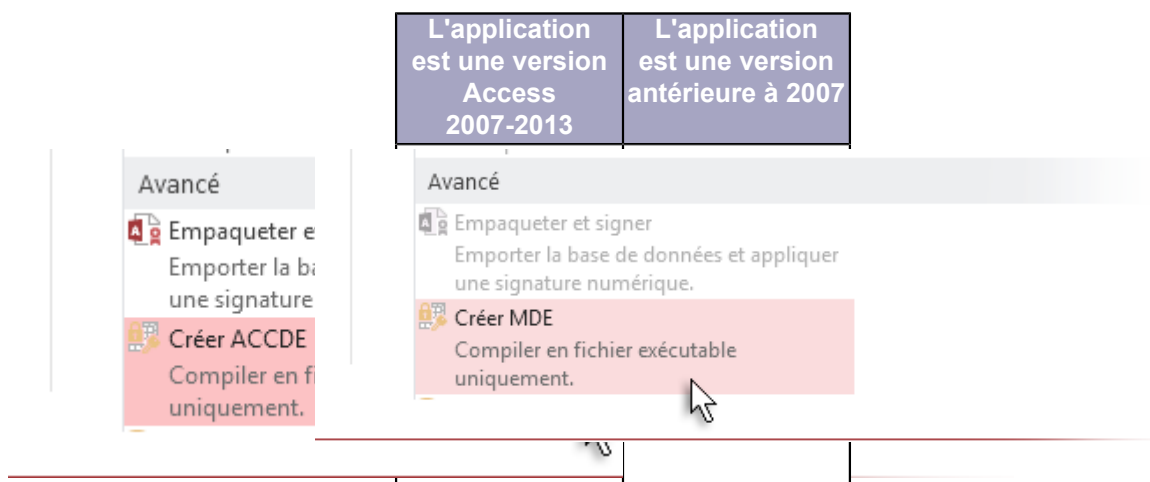 L'application
est une version
Access
2007-2013
L'application
est une version
antérieure à 2007
Avancé
Empaqueter e
Emporter la ba
une signature
Créer ACCDE
Compiler en f
uniquement.
Avancé
Empaqueter et signer
Emporter la base de données et appliquer
une signature numérique.
Créer MDE
Compiler en fichier exécutable
uniquement.